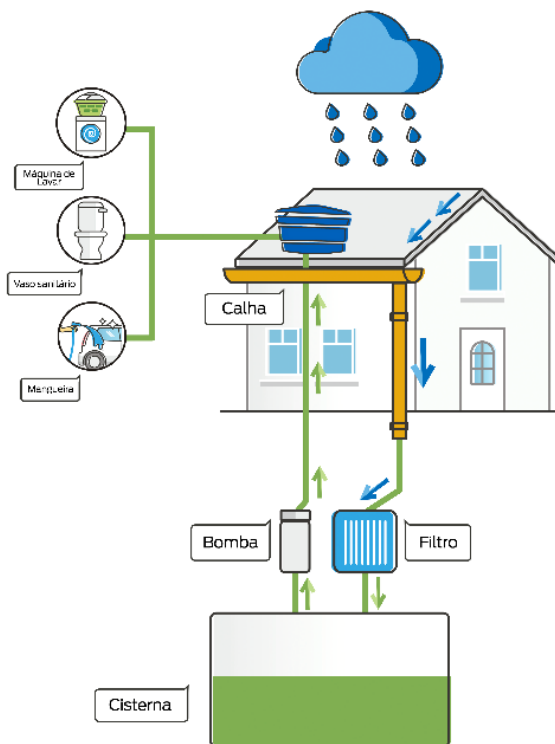 Máquina de
Lavar
Vaso sanitário
Calha
Mangueira
Bomba
Filtro
Cisterna